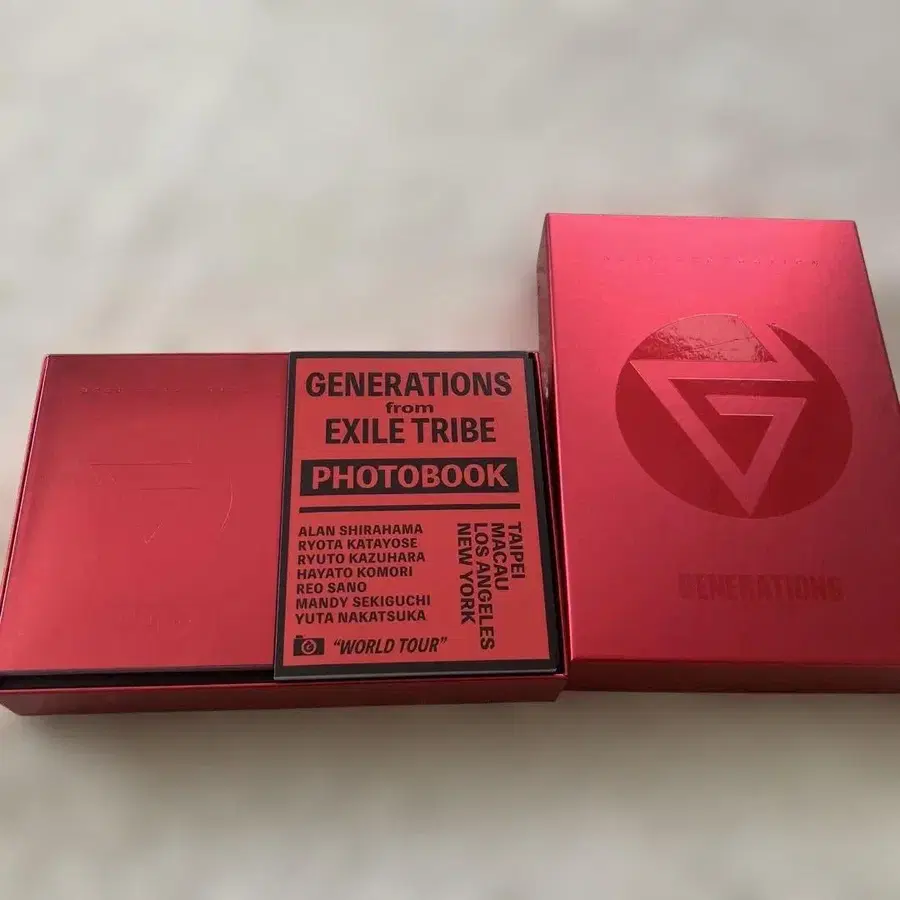 GENERATIONS
from
EXILE TRIBE
PHOTOBOOK
ALAN SHIRAHAMA
RYOTA KATAYOSE
RYUTO KAZUHARA
HAYATO KOMORI
REO SANO
MANDY SEKIGUCHI
YUTA NAKATSUKA
TAIPEI
MACAU
LOS ANGELES
NEW YORK
"WORLD TOUR"
GENERATIONS